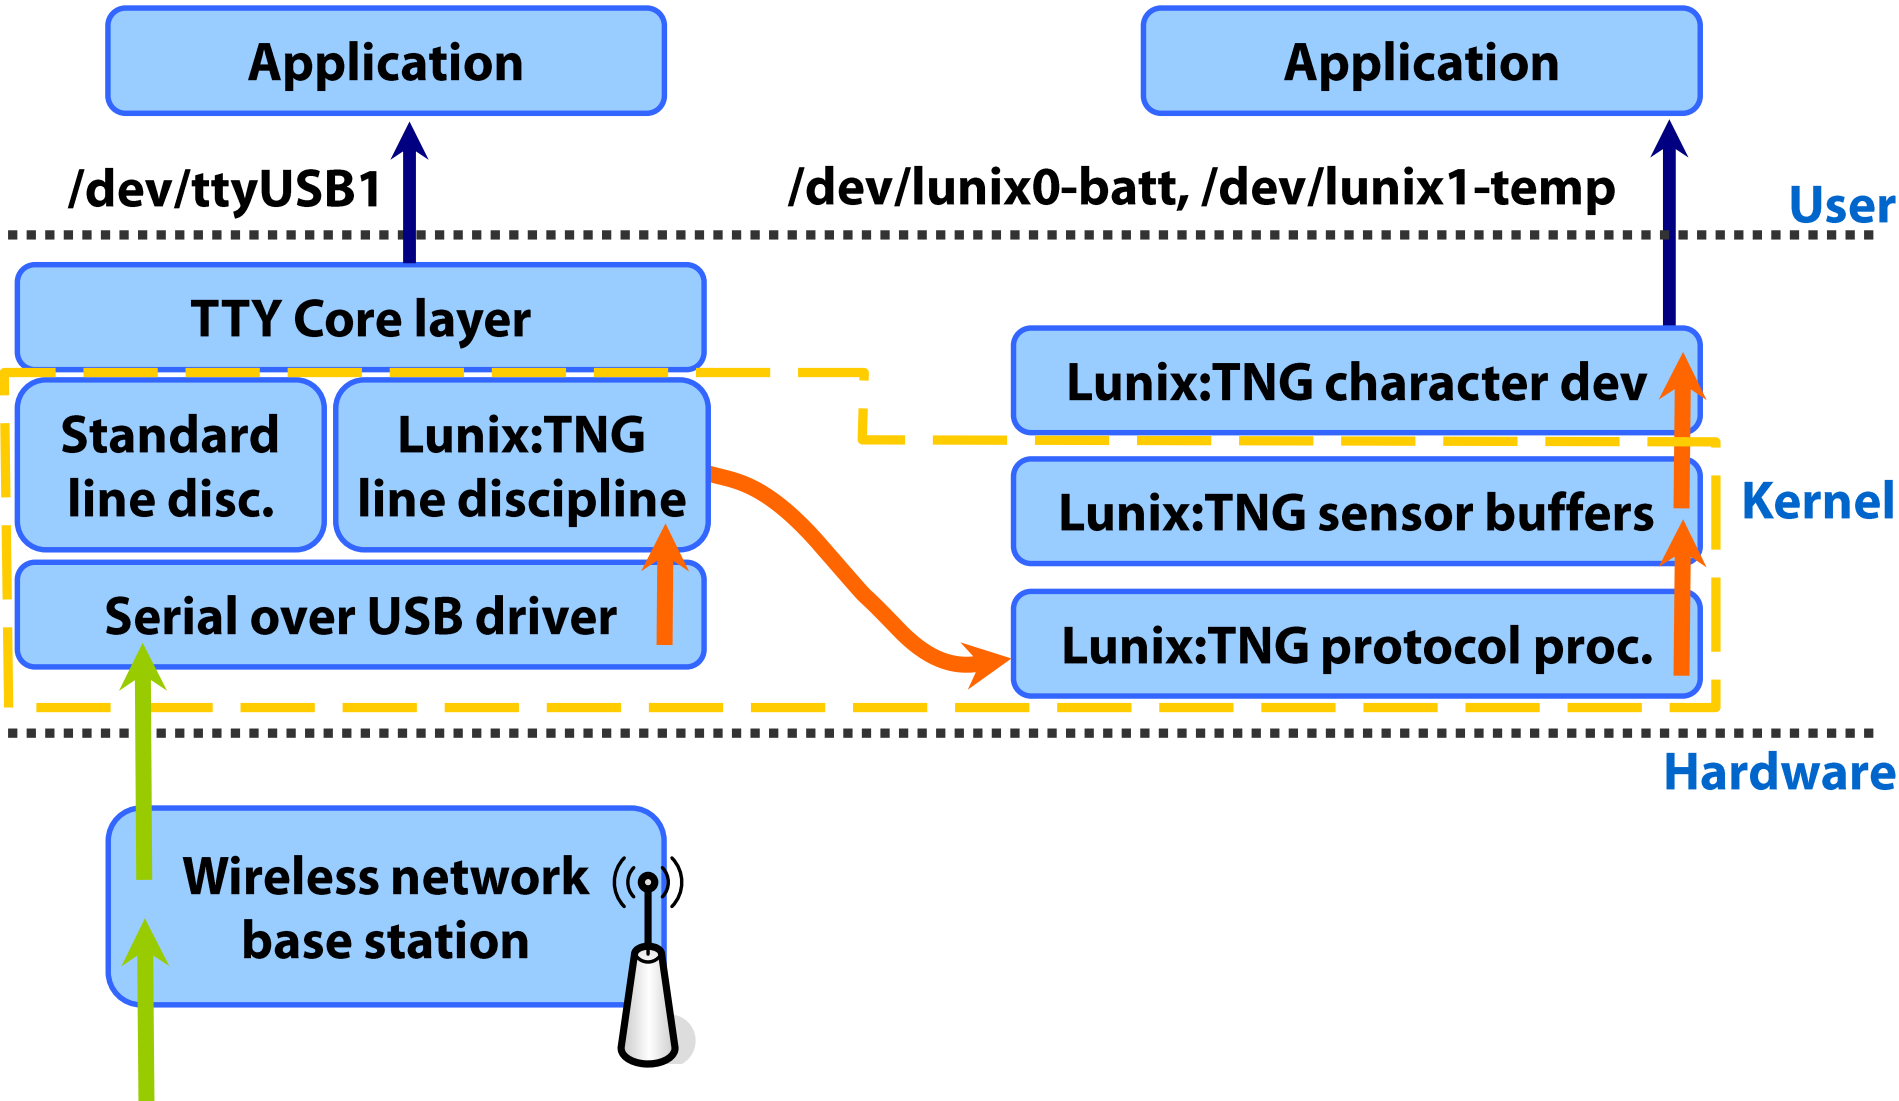 Application
Application
/dev/ttyUSB1
/dev/lunix0-batt, /dev/lunix1-temp
User
TTY Core layer
Lunix:TNG character dev
Standard
line disc.
Lunix:TNG
line discipline
Lunix:TNG sensor buffers
Kernel
Serial over USB driver
Lunix:TNG protocol proc.
Hardware
Wireless network
base station